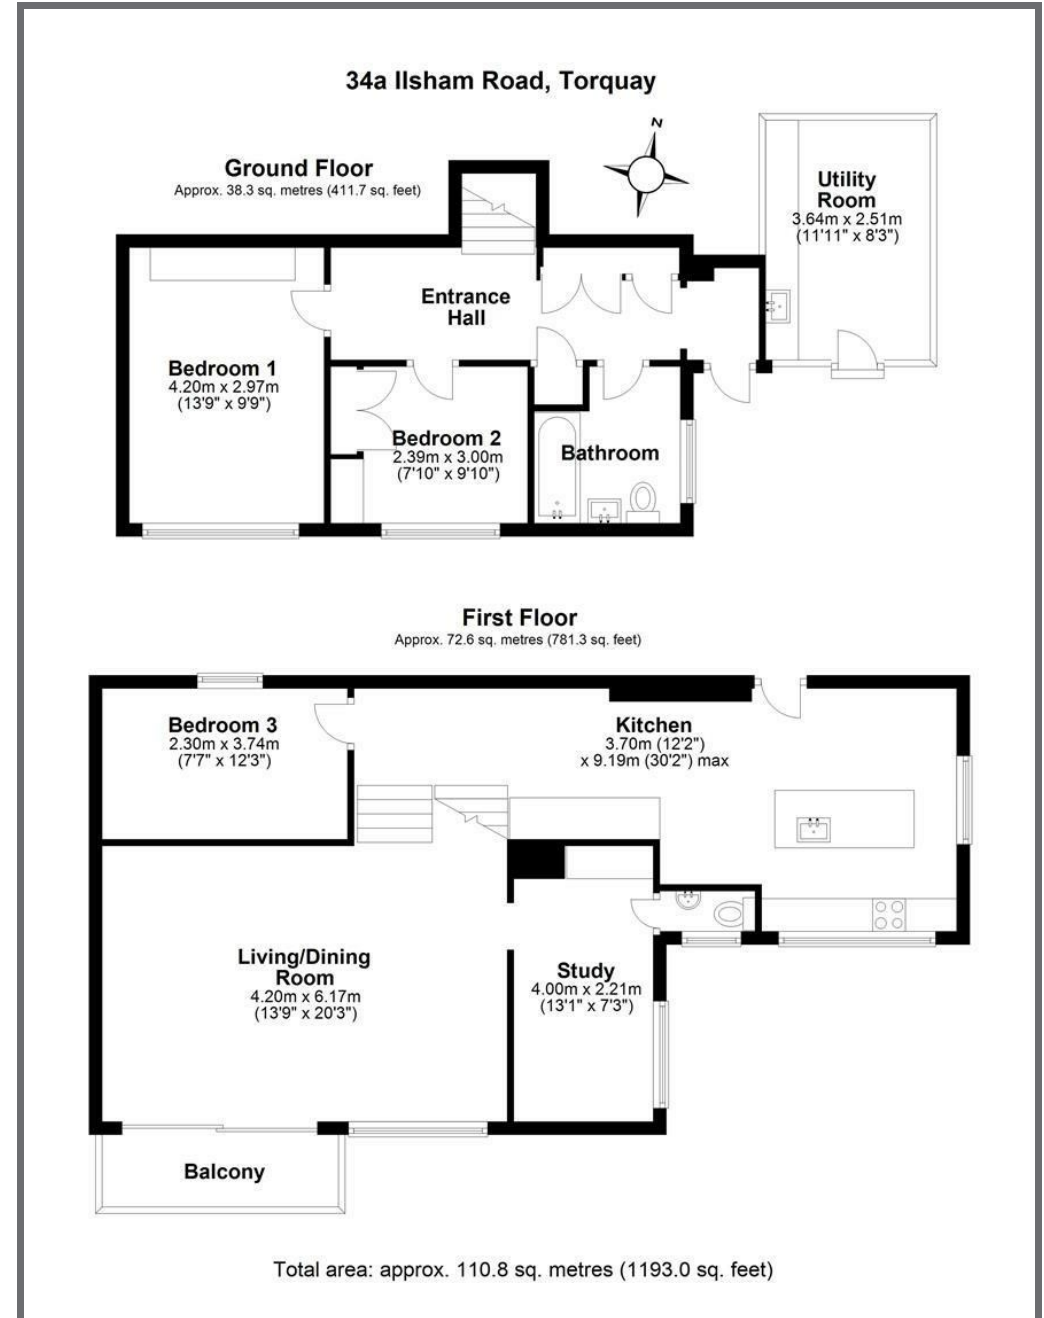 34a Ilsham Road, Torquay
N
Ground Floor
Approx. 38.3 sq. metres (411.7 sq. feet)
Utility
Room
3.64m x 2.51m
(11'11" x 8'3")
Entrance
Hall
Bedroom 1
4.20m x 2.97m
(13'9" x 9'9")
Bedroom 2
2.39m x 3.00m
(7'10" x 9'10")
Bathroom
First Floor
Approx. 72.6 sq. metres (781.3 sq. feet)
Bedroom 3
2.30m x 3.74m
(7'7" x 12'3")
Kitchen
3.70m (12'2")
x 9.19m (30'2") max
Living/Dining
Room
4.20m x 6.17m
(13'9" x 20'3")
Study
4.00m x 2.21m
(13'1" x 7'3")
Balcony
Total area: approx. 110.8 sq. metres (1193.0 sq. feet)